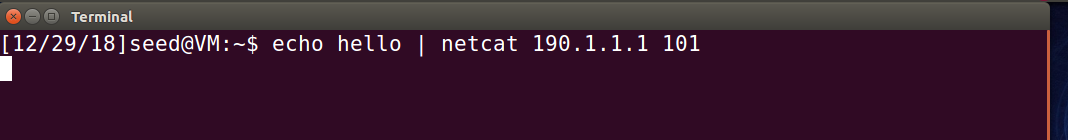 Terminal
[12/29/18]seed@VM:~$ echo hello | netcat 190.1.1.1 101